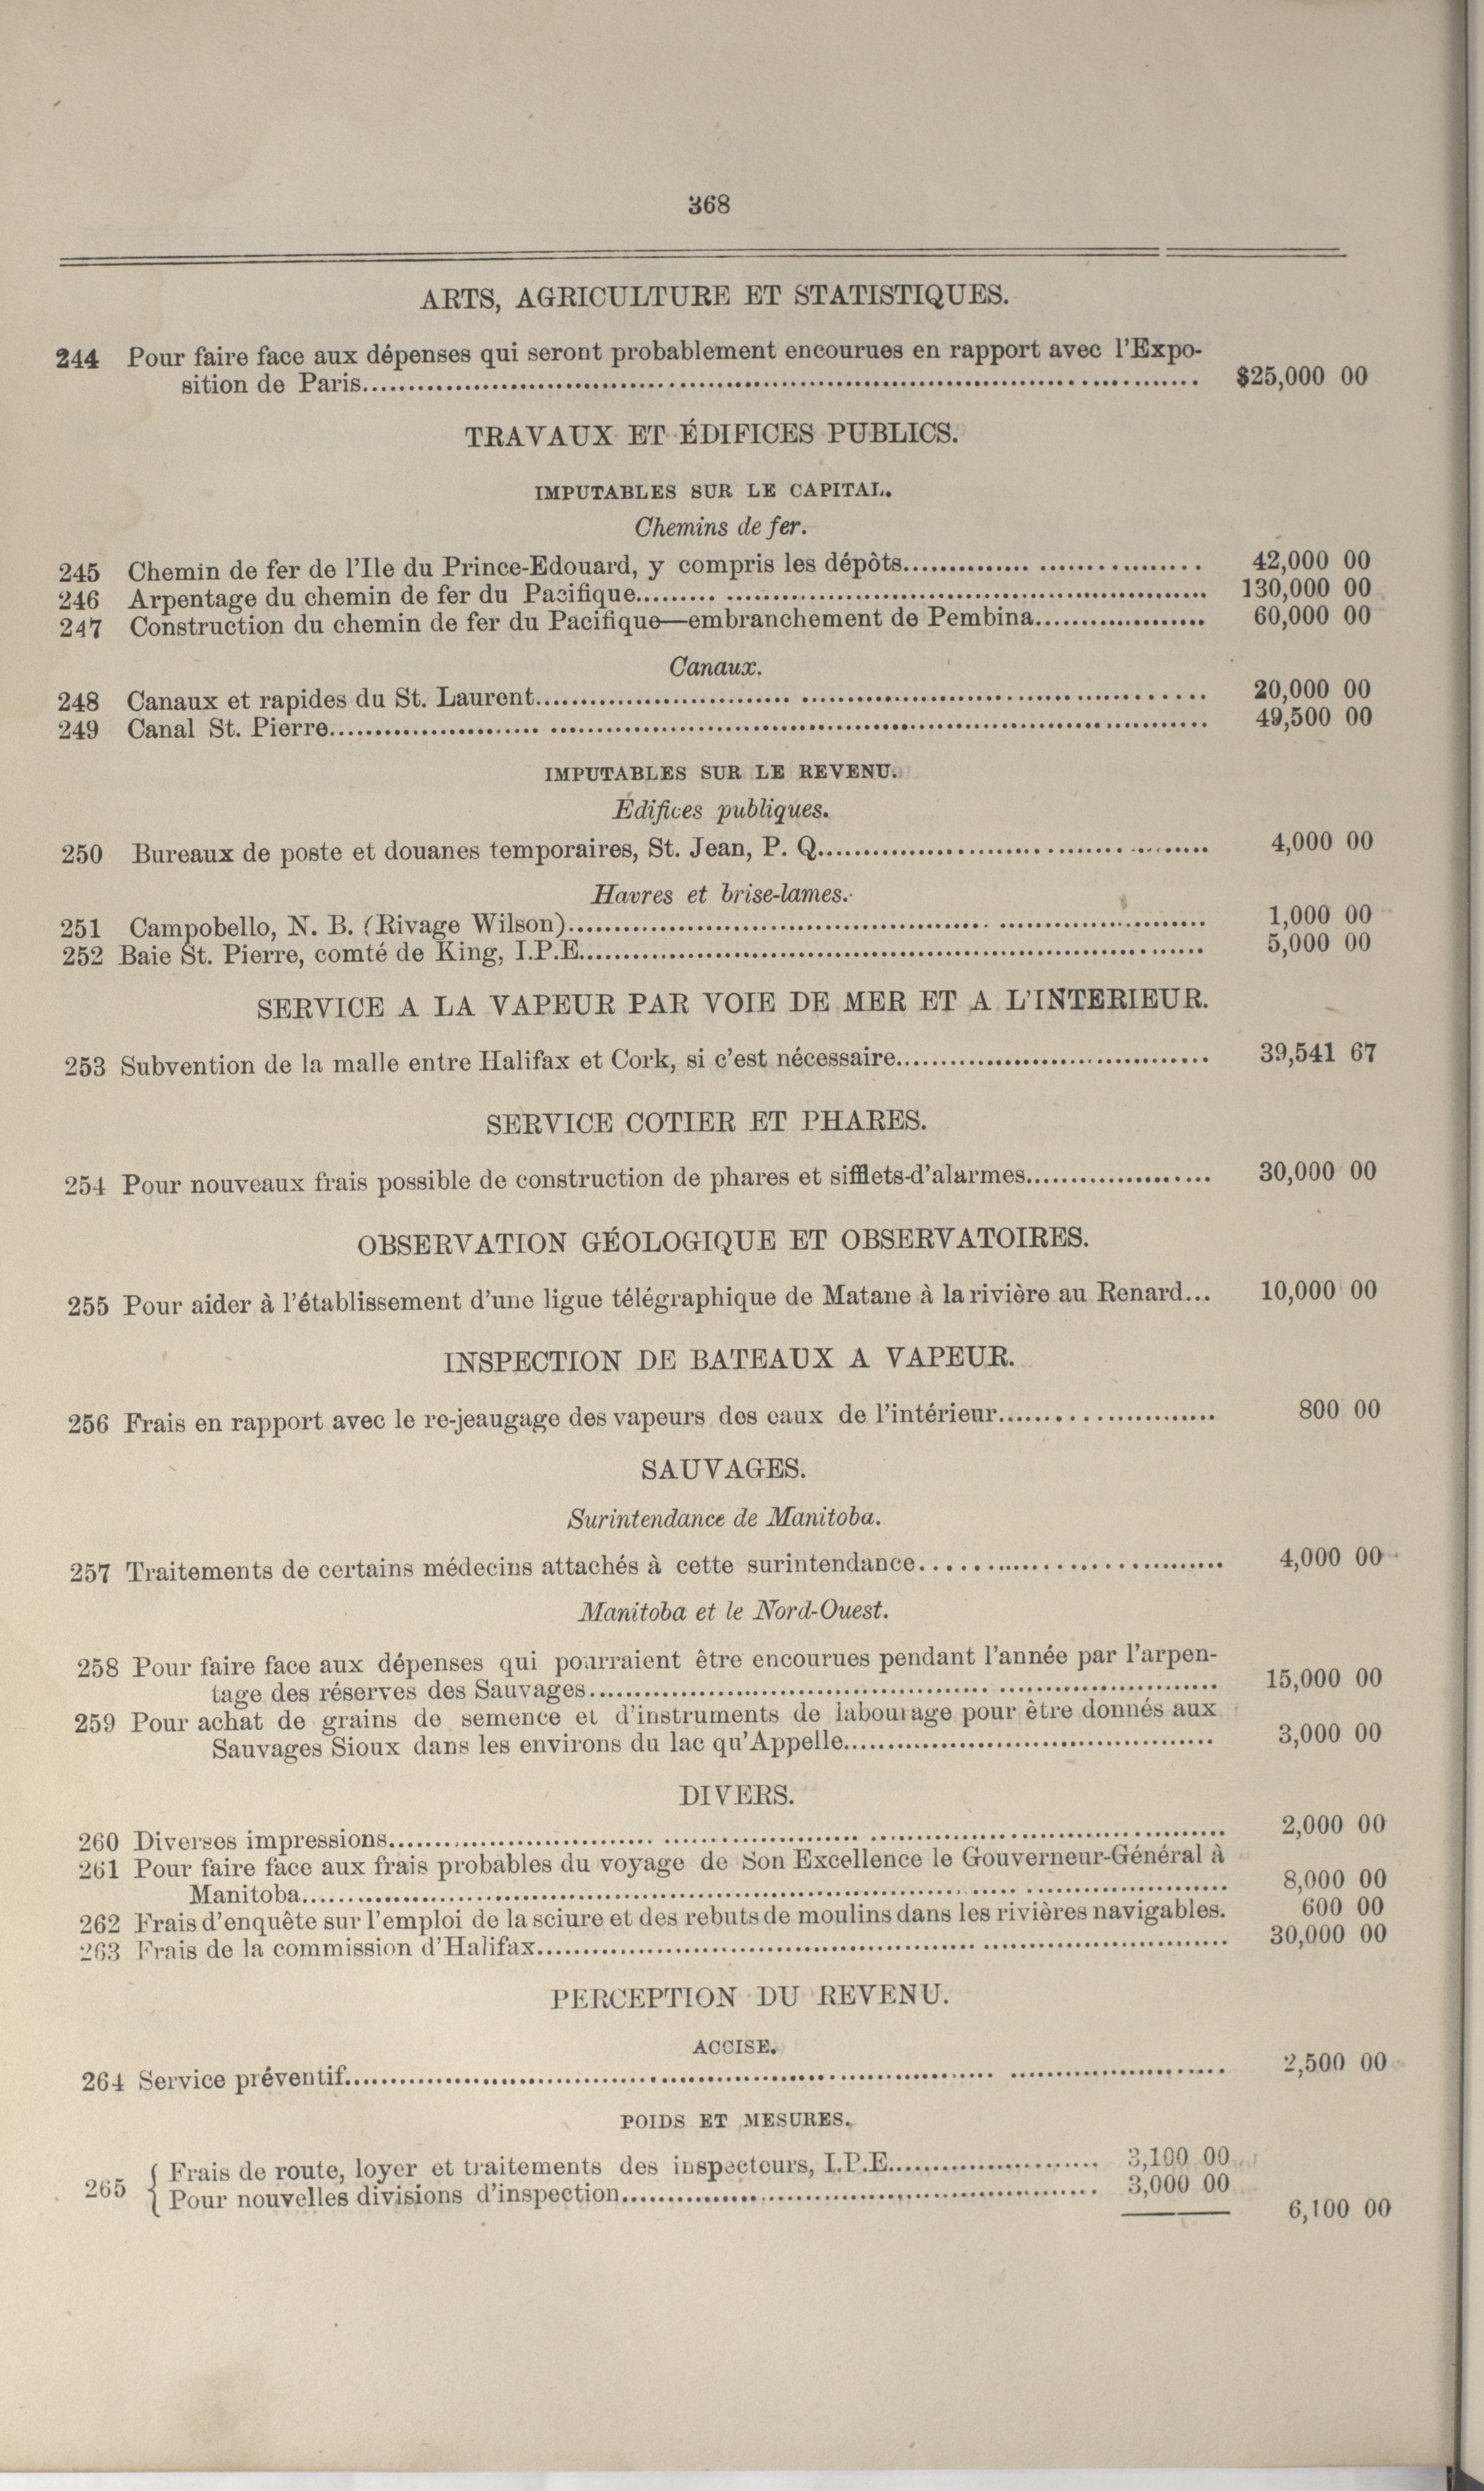 368
ARTS, AGRICULTURE ET STATISTIQUES.
244 Pour faire face aux dépenses qui seront probablement encourues en rapport avec l'Expo-
sition de Paris.......... $25,000 00
TRAVAUX ET ÉDIFICES PUBLICS.
IMPUTABLES SUR LE CAPITAL.
Chemins de fer.
245 Chemin de fer de l'Ile du Prince-Edouard, y compris les dépôts.......... 42,000 00
246 Arpentage du chemin de fer du Pacifique.......... 130,000 00
247 Construction du chemin de fer du Pacifique—embranchement de Pembina.......... 60,000 00
Canaux.
248 Canaux et rapides du St. Laurent.......... 20,000 00
249 Canal St. Pierre.......... 49,500 00
IMPUTABLES SUR LE REVENU.
Édifices publiques.
250 Bureaux de poste et douanes temporaires, St. Jean, P. Q.......... 4,000 00
Havres et brise-lames.
251 Campobello, N. B. (Rivage Wilson).......... 1,000 00
252 Baie St. Pierre, comté de King, I.P.E.......... 5,000 00
SERVICE A LA VAPEUR PAR VOIE DE MER ET A L'INTERIEUR.
253 Subvention de la malle entre Halifax et Cork, si c'est nécessaire.......... 39,541 67
SERVICE COTIER ET PHARES.
254 Pour nouveaux frais possible de construction de phares et sifflets-d'alarmes.......... 30,000 00
OBSERVATION GÉOLOGIQUE ET OBSERVATOIRES.
255 Pour aider à l'établissement d'une ligue télégraphique de Matane à la rivière au Renard... 10,000 00
INSPECTION DE BATEAUX A VAPEUR.
256 Frais en rapport avec le re-jeaugage des vapeurs des eaux de l'intérieur.......... 800 00
SAUVAGES.
Surintendance de Manitoba.
257 Traitements de certains médecins attachés à cette surintendance.......... 4,000 00
Manitoba et le Nord-Ouest.
258 Pour faire face aux dépenses qui pourraient être encourues pendant l'année par l'arpen-
tage des réserves des Sauvages.......... 15,000 00
259 Pour achat de grains de semence et d'instruments de labourage pour être donnés aux
Sauvages Sioux dans les environs du lac qu'Appelle.......... 3,000 00
DIVERS.
260 Diverses impressions.......... 2,000 00
261 Pour faire face aux frais probables du voyage de Son Excellence le Gouverneur-Général à
Manitoba.......... 8,000 00
262 Frais d'enquête sur l'emploi de la sciure et des rebuts de moulins dans les rivières navigables. 600 00
263 Frais de la commission d'Halifax.......... 30,000 00
PERCEPTION DU REVENU.
ACCISE.
264 Service préventif.......... 2,500 00
POIDS ET MESURES.
265 { Frais de route, loyer et traitements des inspecteurs, I.P.E.......... 3,100 00
{ Pour nouvelles divisions d'inspection.......... 3,000 00
6,100 00